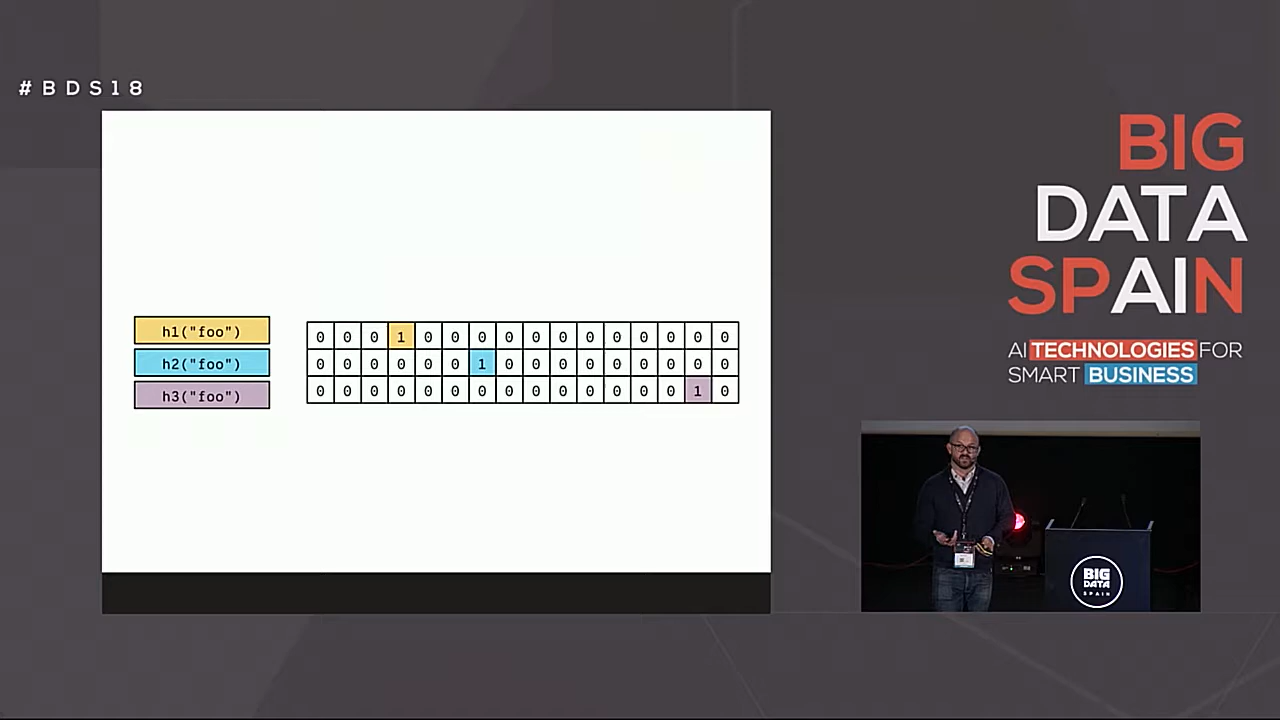 #BDS18
h1("foo")
h2("foo")
h3("foo")
0 0 0 1 0 0 0 0 0 0 0 0 0 0 0 0
0 0 0 0 0 0 1 0 0 0 0 0 0 0 0 0
0 0 0 0 0 0 0 0 0 0 0 0 0 0 1 0
BIG
DATA
SPAIN
AI TECHNOLOGIES FOR
SMART BUSINESS
BIG
DATA
SPAIN